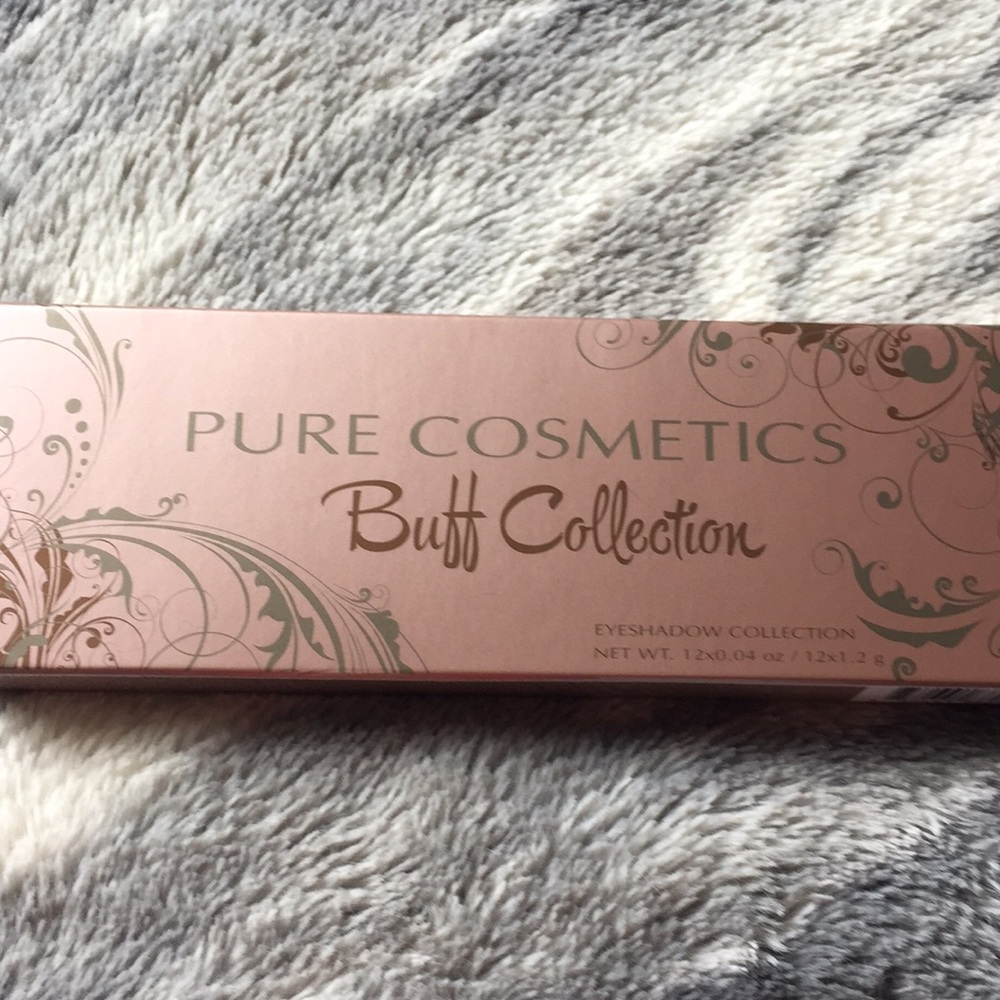 PURE COSMETICS
Buff Collection
EYESHADOW COLLECTION
NET WT. 12x0.04 oz / 12x1.2 g